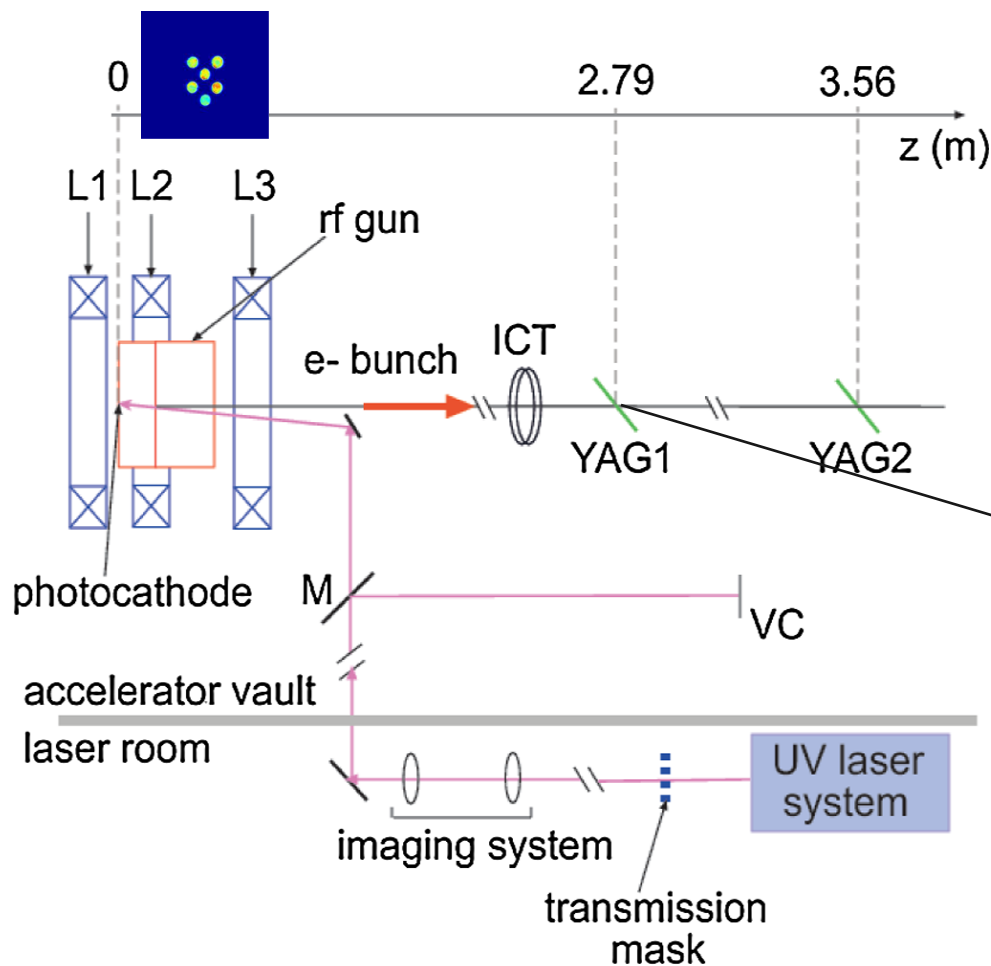 0
2.79
3.56
z (m)
L1
L2
L3
rf gun
e- bunch
ICT
YAG1
YAG2
photocathode
M
VC
accelerator vault
laser room
UV laser
system
imaging system
transmission
mask